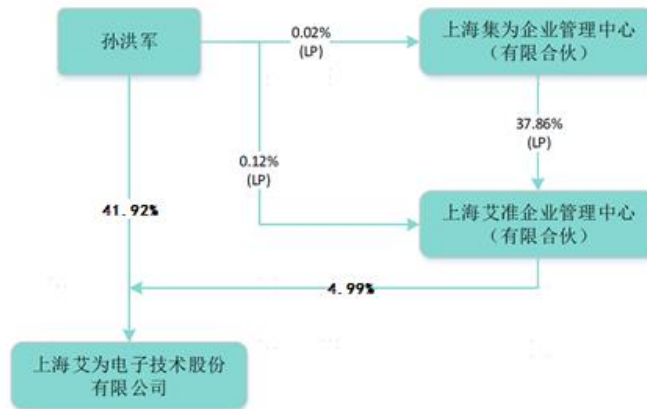 孙洪军
0.02%
(LP)
上海集为企业管理中心
（有限合伙）
37.86%
(LP)
0.12%
(LP)
41.92%
上海艾准企业管理中心
（有限合伙）
4.99%
上海艾为电子技术股份
有限公司